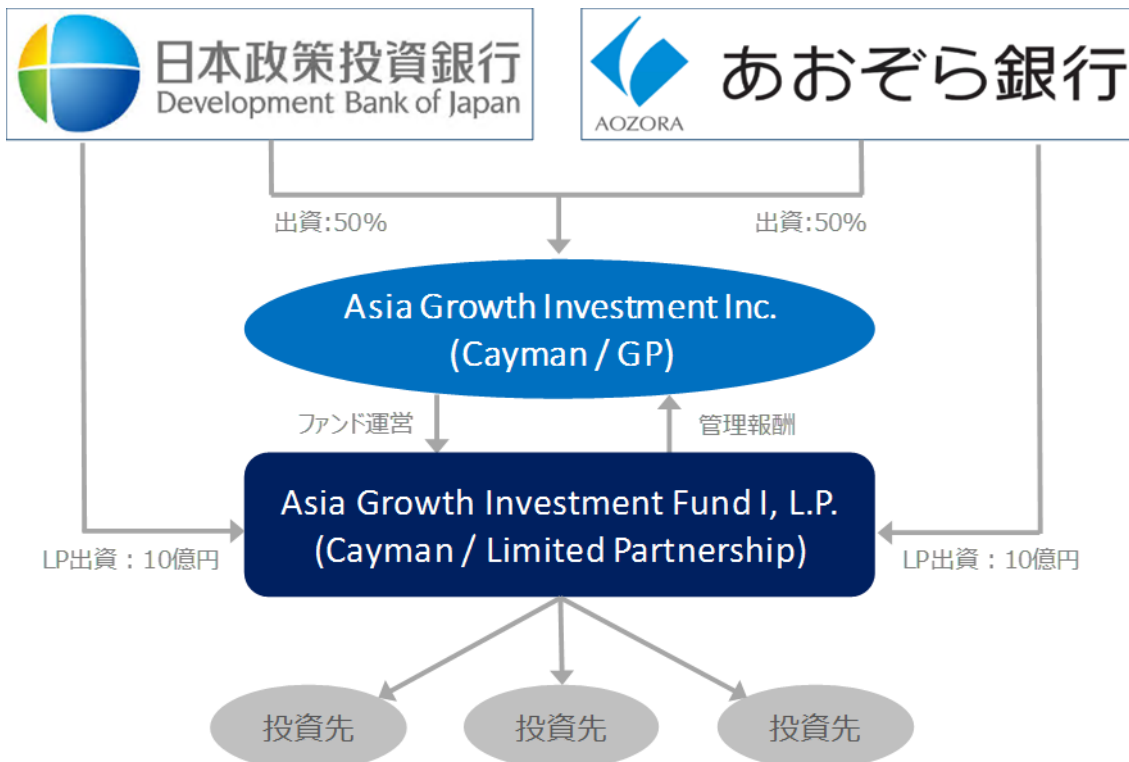 日本政策投資銀行
Development Bank of Japan
あおぞら銀行
AOZORA
出資:50%
出資:50%
Asia Growth Investment Inc.
(Cayman / GP)
ファンド運営
管理報酬
Asia Growth Investment Fund I, L.P.
(Cayman / Limited Partnership)
LP出資：10億円
LP出資：10億円
投資先
投資先
投資先